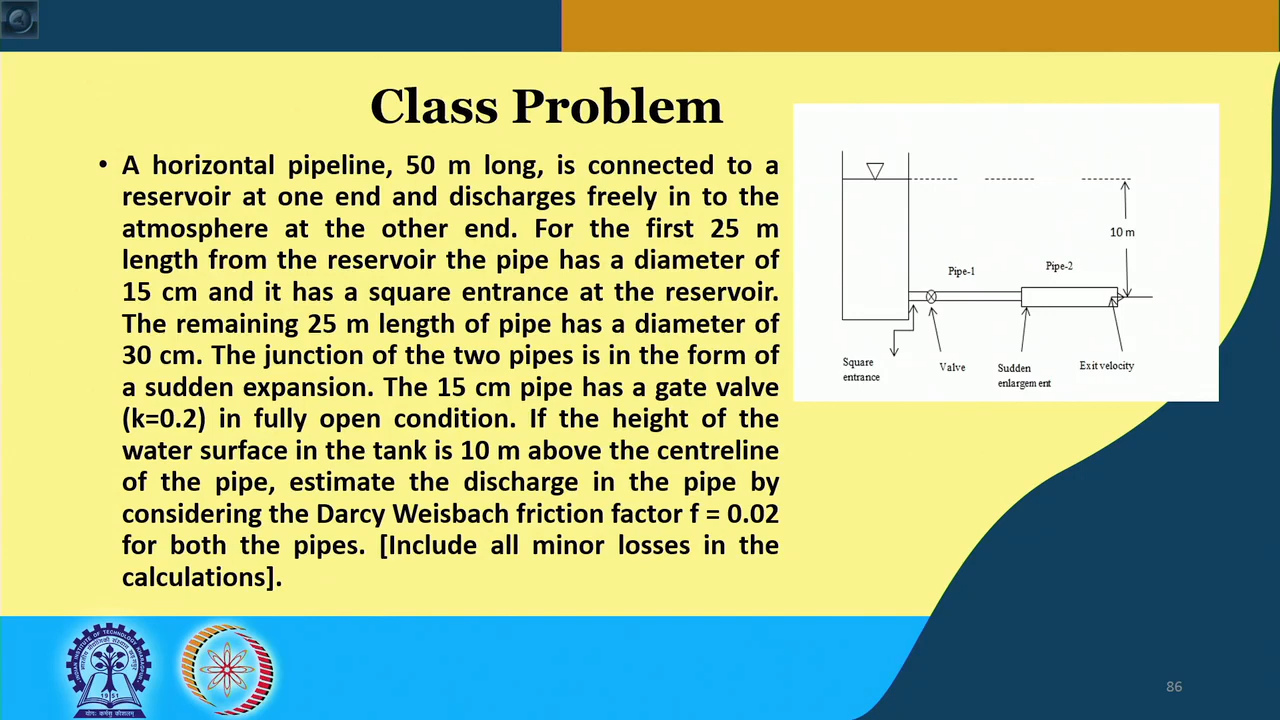 Class Problem
• A horizontal pipeline, 50 m long, is connected to a
reservoir at one end and discharges freely in to the
atmosphere at the other end. For the first 25 m
length from the reservoir the pipe has a diameter of
15 cm and it has a square entrance at the reservoir.
The remaining 25 m length of pipe has a diameter of
30 cm. The junction of the two pipes is in the form of
a sudden expansion. The 15 cm pipe has a gate valve
(k=0.2) in fully open condition. If the height of the
water surface in the tank is 10 m above the centreline
of the pipe, estimate the discharge in the pipe by
considering the Darcy Weisbach friction factor f = 0.02
for both the pipes. [Include all minor losses in the
calculations].
10 m
Pipe-1
Pipe-2
Square
entrance
Valve
Sudden
enlargement
Exit velocity
1951
86